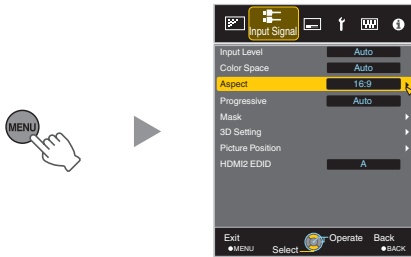 MENU
Input Signal
Input Level Auto
Color Space Auto
Aspect 16:9
Progressive Auto
Mask
3D Setting
Picture Position
HDMI2 EDID A
Exit Operate Back
MENU Select BACK